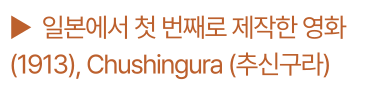 ▶ 일본에서 첫 번째로 제작한 영화
(1913), Chushingura (추신구라)